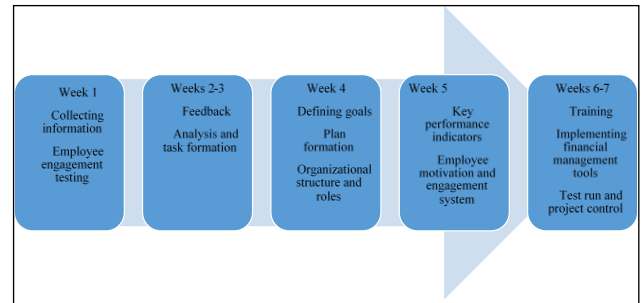 Week 1
Collecting
information
Employee
engagement
testing
Weeks 2-3
Feedback
Analysis and
task formation
Week 4
Defining goals
Plan
formation
Organizational
structure and
roles
Week 5
Key
performance
indicators
Employee
motivation and
engagement
system
Weeks 6-7
Training
Implementing
financial
management
tools
Test run and
project control